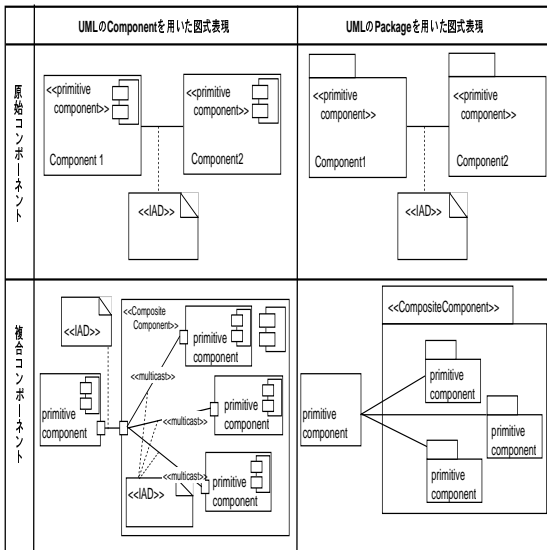 UMLのComponentを用いた図式表現
UMLのPackageを用いた図式表現
原始コンポーネント
<<primitive
component>>
Component 1
<<primitive
component>>
Component2
<<IAD>>
<<primitive
component>>
Component1
<<primitive
component>>
Component2
<<IAD>>
複合コンポーネント
<<IAD>>
primitive
component
<<Composite
Component>>
primitive
component
<<multicast>>
primitive
component
<<multicast>>
primitive
component
<<multicast>>
<<IAD>>
<<CompositeComponent>>
primitive
component
primitive
component
primitive
component
primitive
component